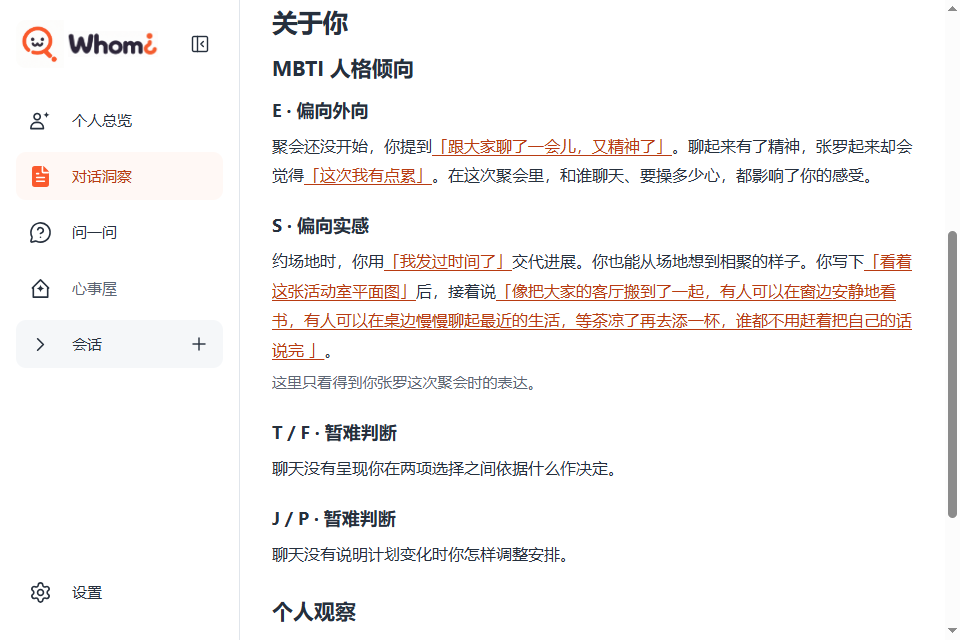 Whomi
个人总览
对话洞察
问一问
心事屋
会话
设置
关于你
MBTI 人格倾向
E · 偏向外向
聚会还没开始，你提到「跟大家聊了一会儿，又精神了」。聊起来有了精神，张罗起来却会
觉得「这次我有点累」。在这次聚会里，和谁聊天、要操多少心，都影响了你的感受。
S · 偏向实感
约场地时，你用「我发过时间了」交代进展。你也能从场地想到相聚的样子。你写下「看着
这张活动室平面图」后，接着说「像把大家的客厅搬到了一起，有人可以在窗边安静地看
书，有人可以在桌边慢慢聊起最近的生活，等茶凉了再去添一杯，谁都不用赶着把自己的话
说完 」。
这里只看得到你张罗这次聚会时的表达。
T / F · 暂难判断
聊天没有呈现你在两项选择之间依据什么作决定。
J / P · 暂难判断
聊天没有说明计划变化时你怎样调整安排。
个人观察